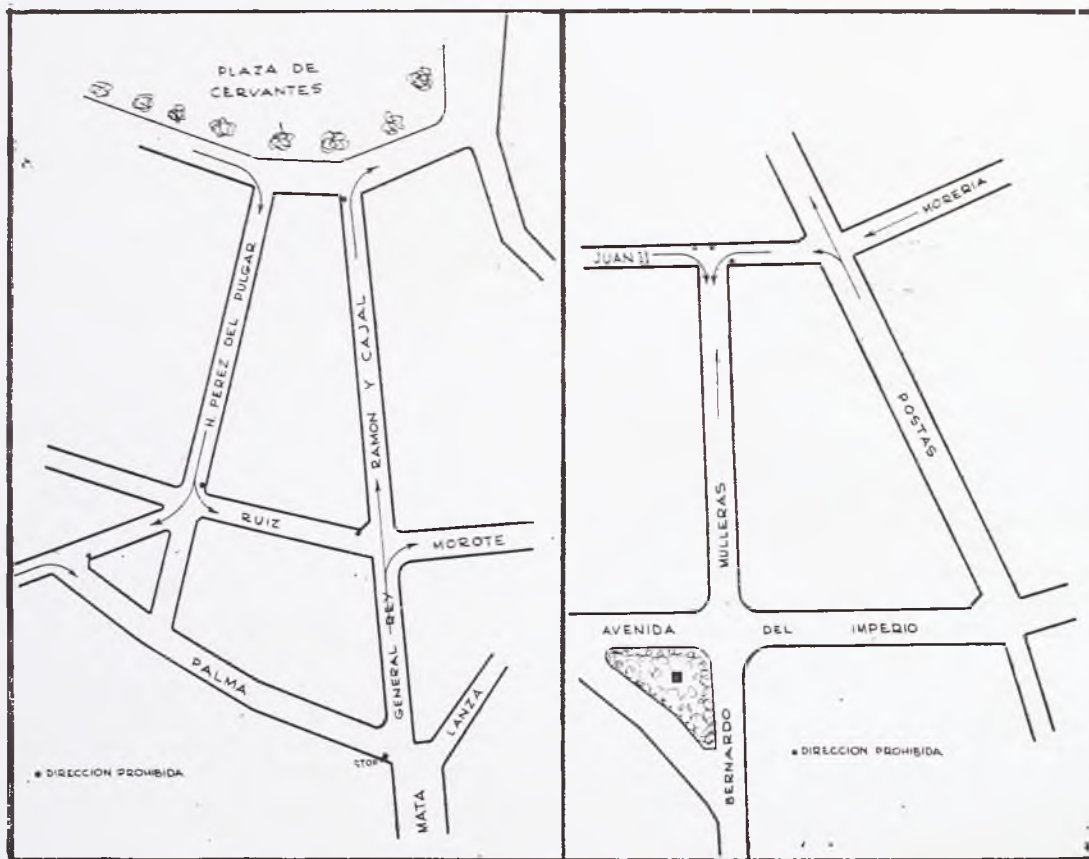 PLAZA DE
CERVANTES
H. PEREZ DEL PULGAR
RAMON Y CAJAL
RUIZ
MOROTE
GENERAL REY
PALMA
LANZA
STOP
MATA
• DIRECCION PROHIBIDA
MORERIA
JUAN II
POSTAS
MULLERAS
AVENIDA DEL IMPERIO
BERNARDO
• DIRECCION PROHIBIDA